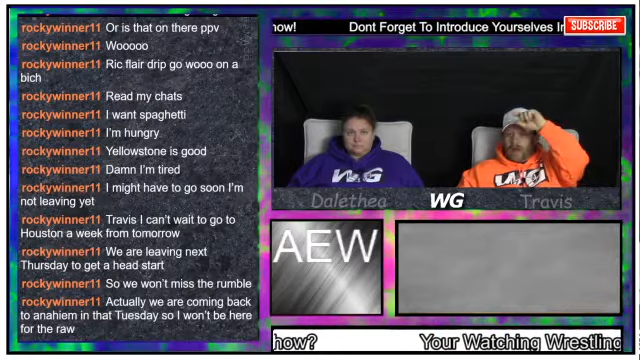 rockywinner11 Or is that on there ppv
rockywinner11 Wooooo
rockywinner11 Ric flair drip go wooo on a
bich
rockywinner11 Read my chats
rockywinner11 I want spaghetti
rockywinner11 I'm hungry
rockywinner11 Yellowstone is good
rockywinner11 Damn I'm tired
rockywinner11 I might have to go soon I'm
not leaving yet
rockywinner11 Travis I can't wait to go to
Houston a week from tomorrow
rockywinner11 We are leaving next
Thursday to get a head start
rockywinner11 So we won't miss the rumble
rockywinner11 Actually we are coming back
to anahiem in that Tuesday so I won't be here
for the raw
now! Dont Forget To Introduce Yourselves In
SUBSCRIBE
Dalethea WG Travis
AEW
how? Your Watching Wrestling